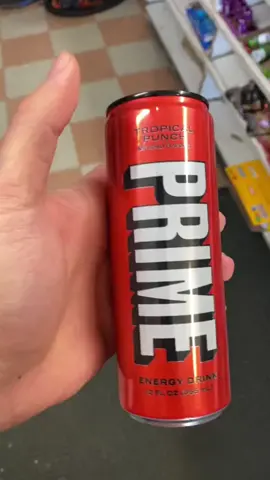 TROPICAL
PUNCH
PRIME
ENERGY DRINK